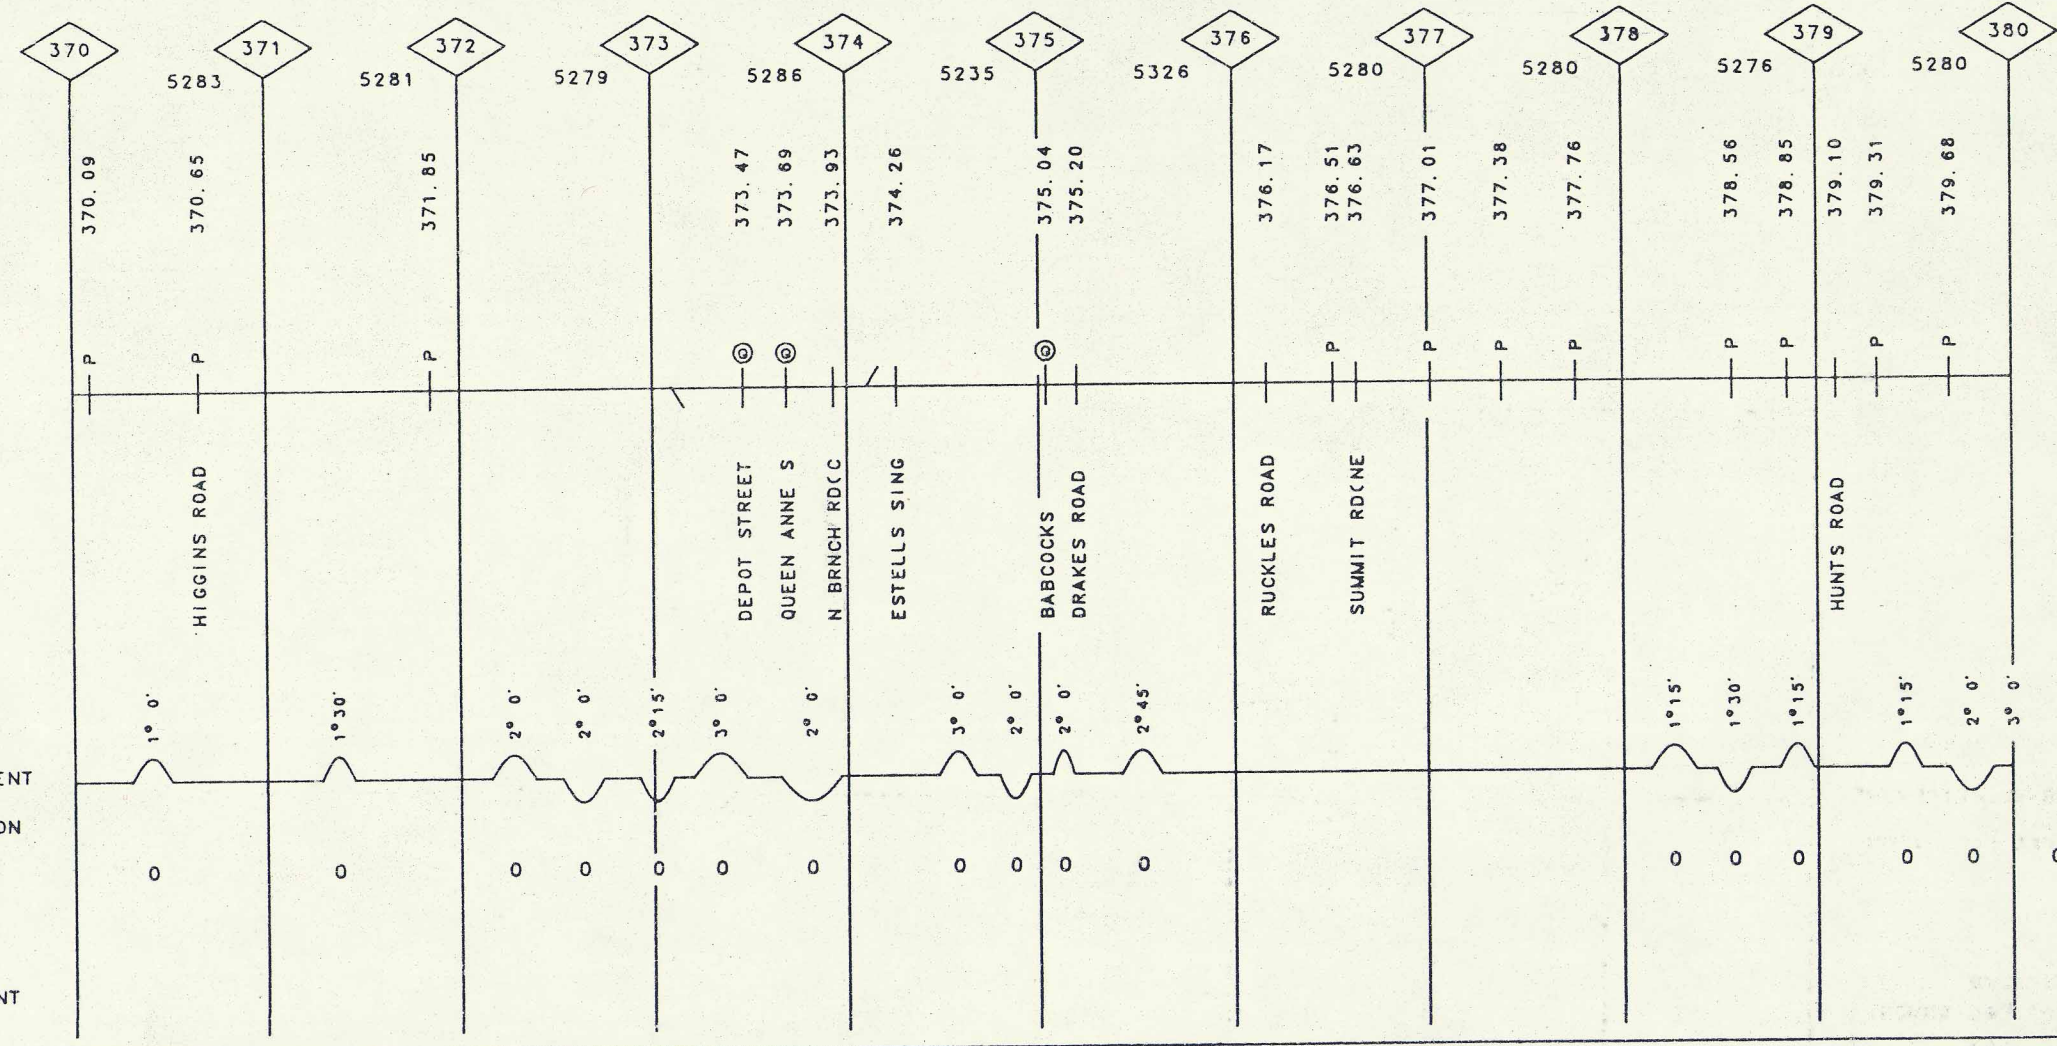 370 371 372 373 374 375 376 377 378 379 380
5283 5281 5279 5286 5235 5326 5280 5280 5276 5280
370.09
370.65
371.85
373.47
373.69
373.93
374.26
375.04
375.20
376.17
376.51
376.63
377.01
377.38
377.76
378.56
378.85
379.10
379.31
379.68
P P P P P P P P P P P
HIGGINS ROAD
DEPOT STREET
QUEEN ANNE S
N BRNCH RD(C
ESTELLS SING
BABCOCKS
DRAKES ROAD
RUCKLES ROAD
SUMMIT RD(NE
HUNTS ROAD
1° 0'
1°30'
2° 0'
2° 0'
2°15'
3° 0'
2° 0'
3° 0'
2° 0'
2° 0'
2°45'
1°15'
1°30'
1°15'
1°15'
2° 0'
3° 0'
ENT
ON
0 0 0 0 0 0 0 0 0 0 0 0 0 0 0 0
NT